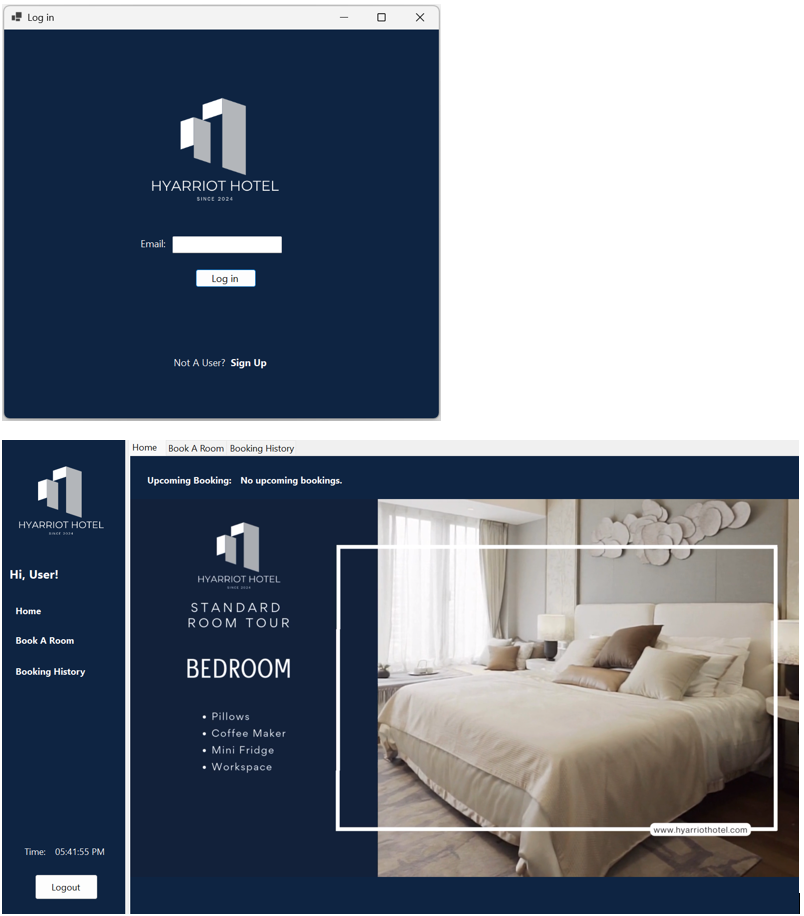 Log in
HYARRIOT HOTEL
SINCE 2024
Email:
Log in
Not A User? Sign Up
HYARRIOT HOTEL
SINCE 2024
Hi, User!
Home
Book A Room
Booking History
Time: 05:41:55 PM
Logout
Home Book A Room Booking History
Upcoming Booking: No upcoming bookings.
HYARRIOT HOTEL
SINCE 2024
STANDARD
ROOM TOUR
BEDROOM
• Pillows
• Coffee Maker
• Mini Fridge
• Workspace
www.hyarriothotel.com